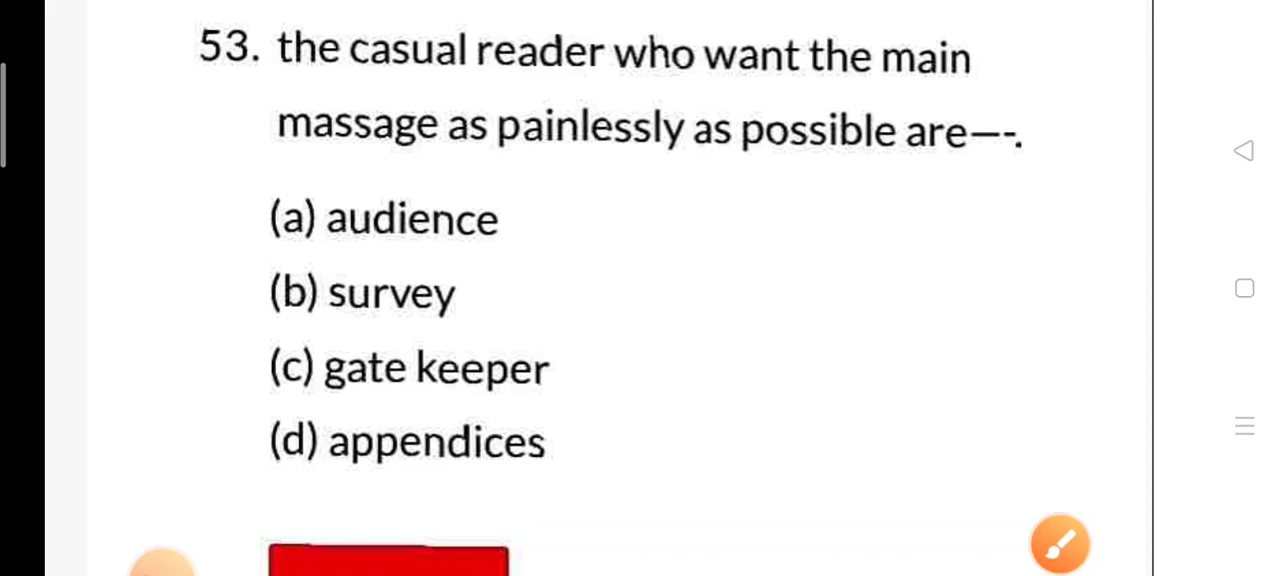 53. the casual reader who want the main
massage as painlessly as possible are—-.
(a) audience
(b) survey
(c) gate keeper
(d) appendices